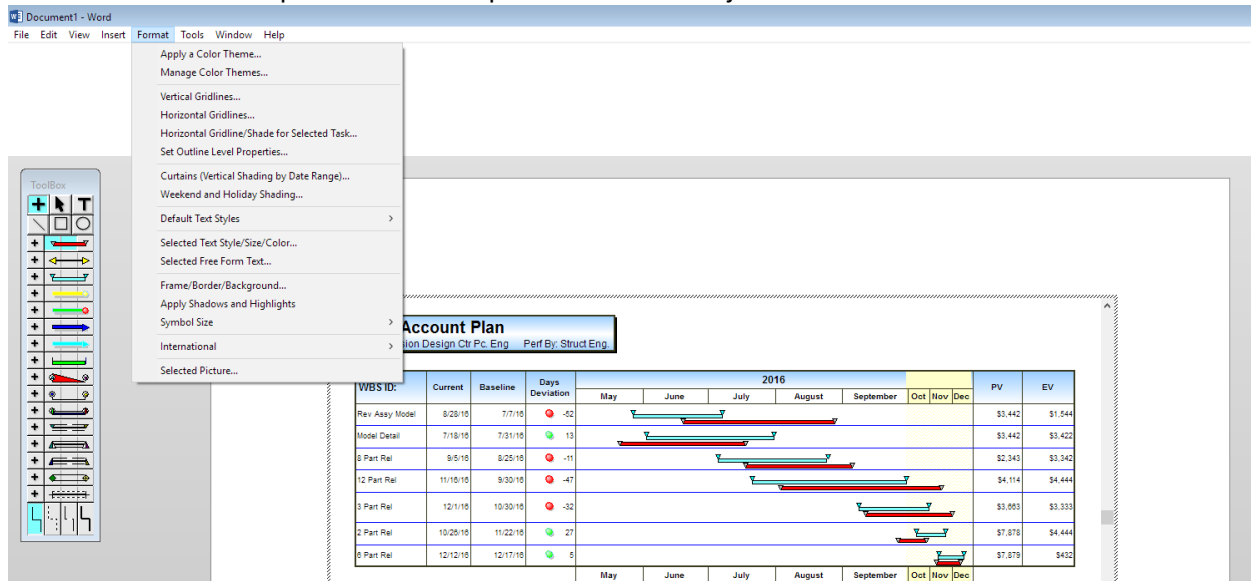 Document1 - Word
File Edit View Insert Format Tools Window Help
Apply a Color Theme...
Manage Color Themes...
Vertical Gridlines...
Horizontal Gridlines...
Horizontal Gridline/Shade for Selected Task...
Set Outline Level Properties...
Curtains (Vertical Shading by Date Range)...
Weekend and Holiday Shading...
Default Text Styles
Selected Text Style/Size/Color...
Selected Free Form Text...
Frame/Border/Background...
Apply Shadows and Highlights
Symbol Size
International
Selected Picture...
ToolBox
T
Account Plan
Design Ctr Pc. Eng Perf By: Struct Eng.
WBS ID: Current Baseline Days Deviation 2016 PV EV
May June July August September Oct Nov Dec
Rev Assy Model 8/28/16 7/7/16 -52 $3,442 $1,544
Model Detail 7/18/16 7/31/16 13 $3,442 $3,422
8 Part Rel 9/5/16 8/25/16 -11 $2,343 $3,342
12 Part Rel 11/16/16 9/30/16 -47 $4,114 $4,444
3 Part Rel 12/1/16 10/30/16 -32 $3,663 $3,333
2 Part Rel 10/26/16 11/22/16 27 $7,878 $4,444
6 Part Rel 12/12/16 12/17/16 5 $7,879 $432
May June July August September Oct Nov Dec